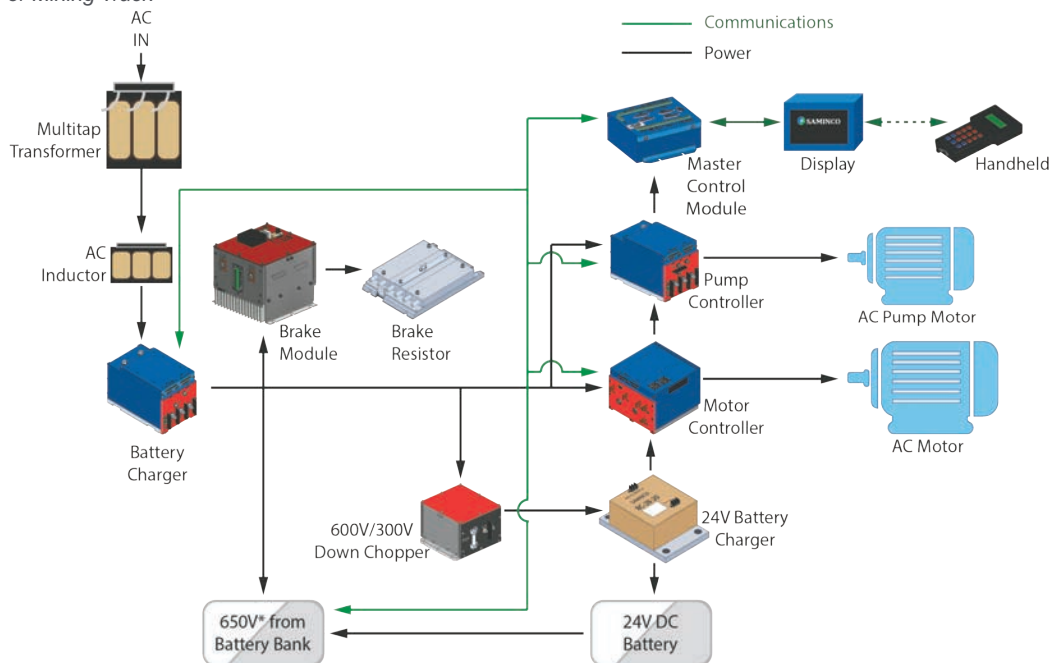 AC
IN
Communications
Power
Multitap
Transformer
SAMINCO
Master
Control
Module
Display
Handheld
AC
Inductor
Brake
Module
Brake
Resistor
Pump
Controller
AC Pump Motor
Battery
Charger
Motor
Controller
AC Motor
600V/300V
Down Chopper
SAMINCO
24V Battery
Charger
650V* from
Battery Bank
24V DC
Battery